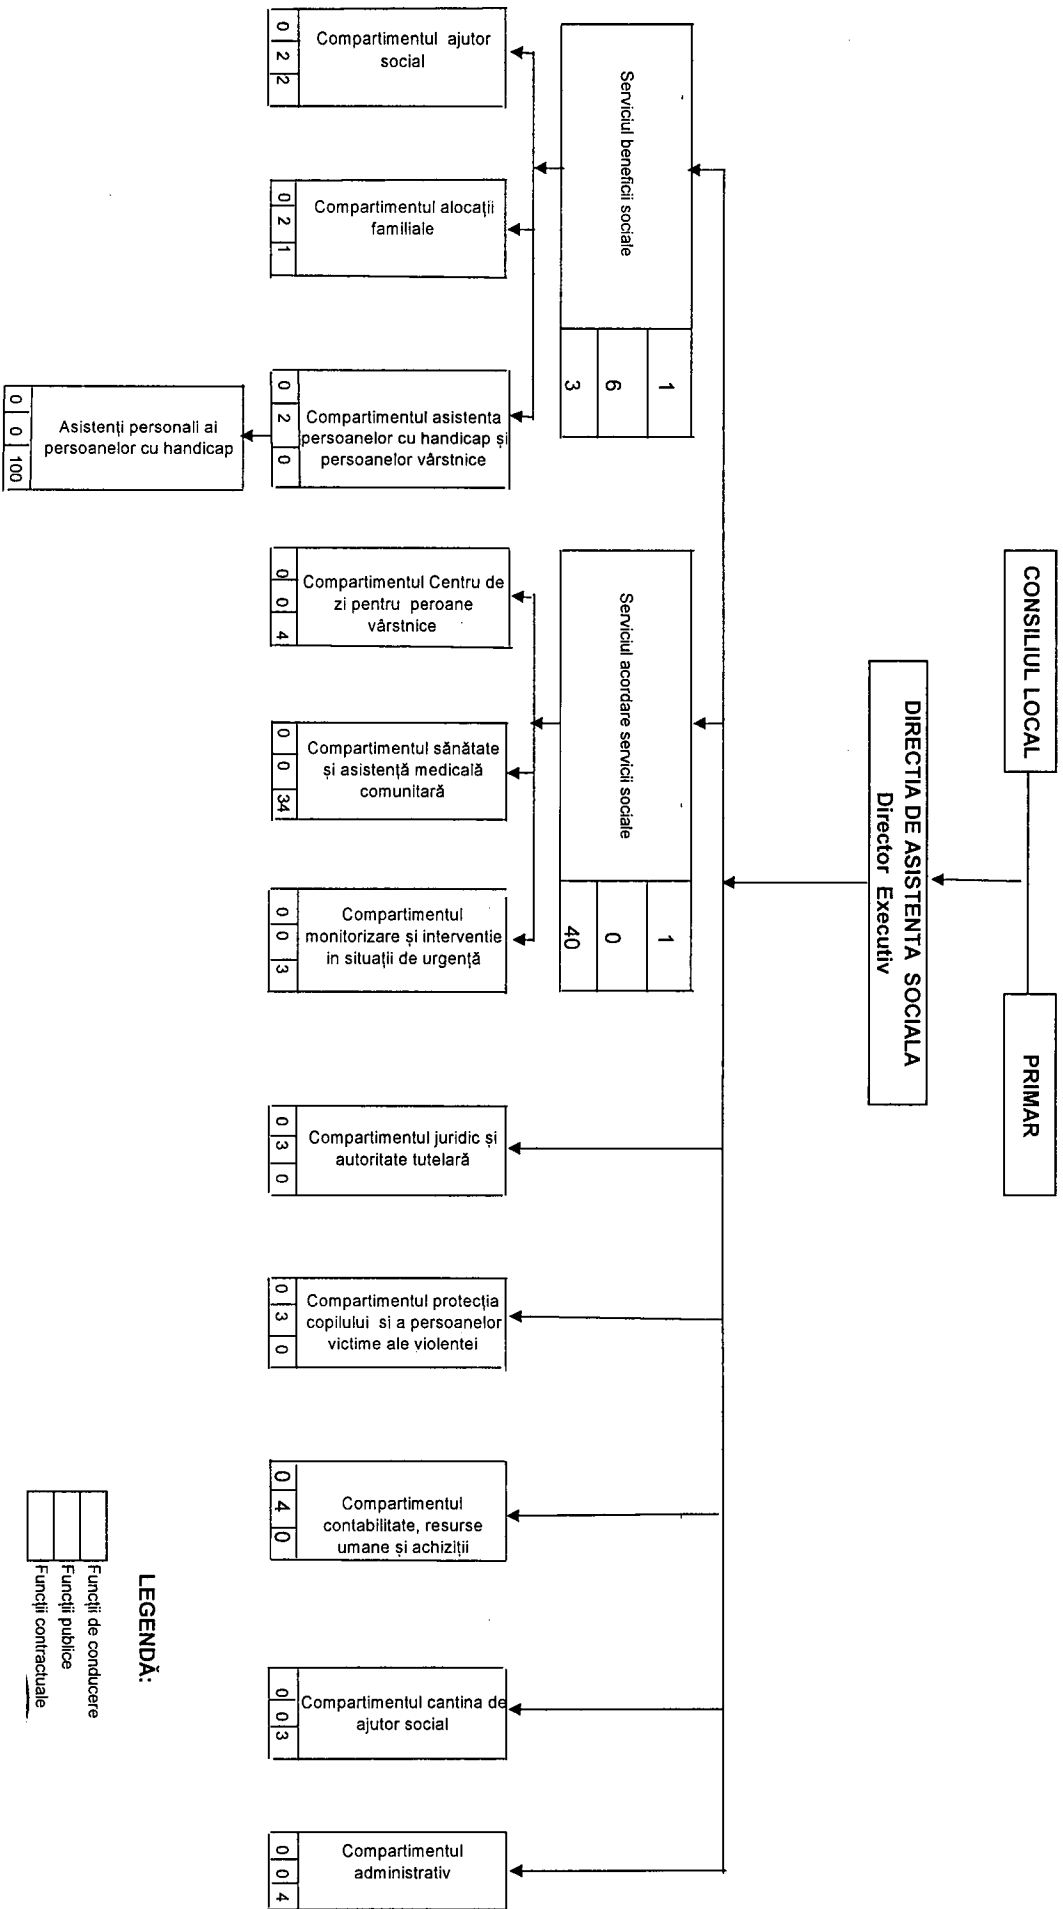 CONSILIUL LOCAL
PRIMAR
DIRECTIA DE ASISTENTA SOCIALA
Director Executiv
Serviciul beneficii sociale
1
6
3
Serviciul acordare servicii sociale
1
0
40
Compartimentul ajutor
social
0 2 2
Compartimentul alocații
familiale
0 2 1
Compartimentul asistenta
persoanelor cu handicap și
persoanelor vârstnice
0 2 0
Asistenți personali ai
persoanelor cu handicap
0 0 100
Compartimentul Centru de
zi pentru peroane
vârstnice
0 0 4
Compartimentul sănătate
și asistență medicală
comunitară
0 0 34
Compartimentul
monitorizare și interventie
in situații de urgență
0 0 3
Compartimentul juridic și
autoritate tutelară
0 3 0
Compartimentul protecția
copilului si a persoanelor
victime ale violentei
0 3 0
Compartimentul
contabilitate, resurse
umane și achiziții
0 4 0
Compartimentul cantina de
ajutor social
0 0 3
Compartimentul
administrativ
0 0 4
LEGENDĂ:
Funcții de conducere
Funcții publice
Funcții contractuale